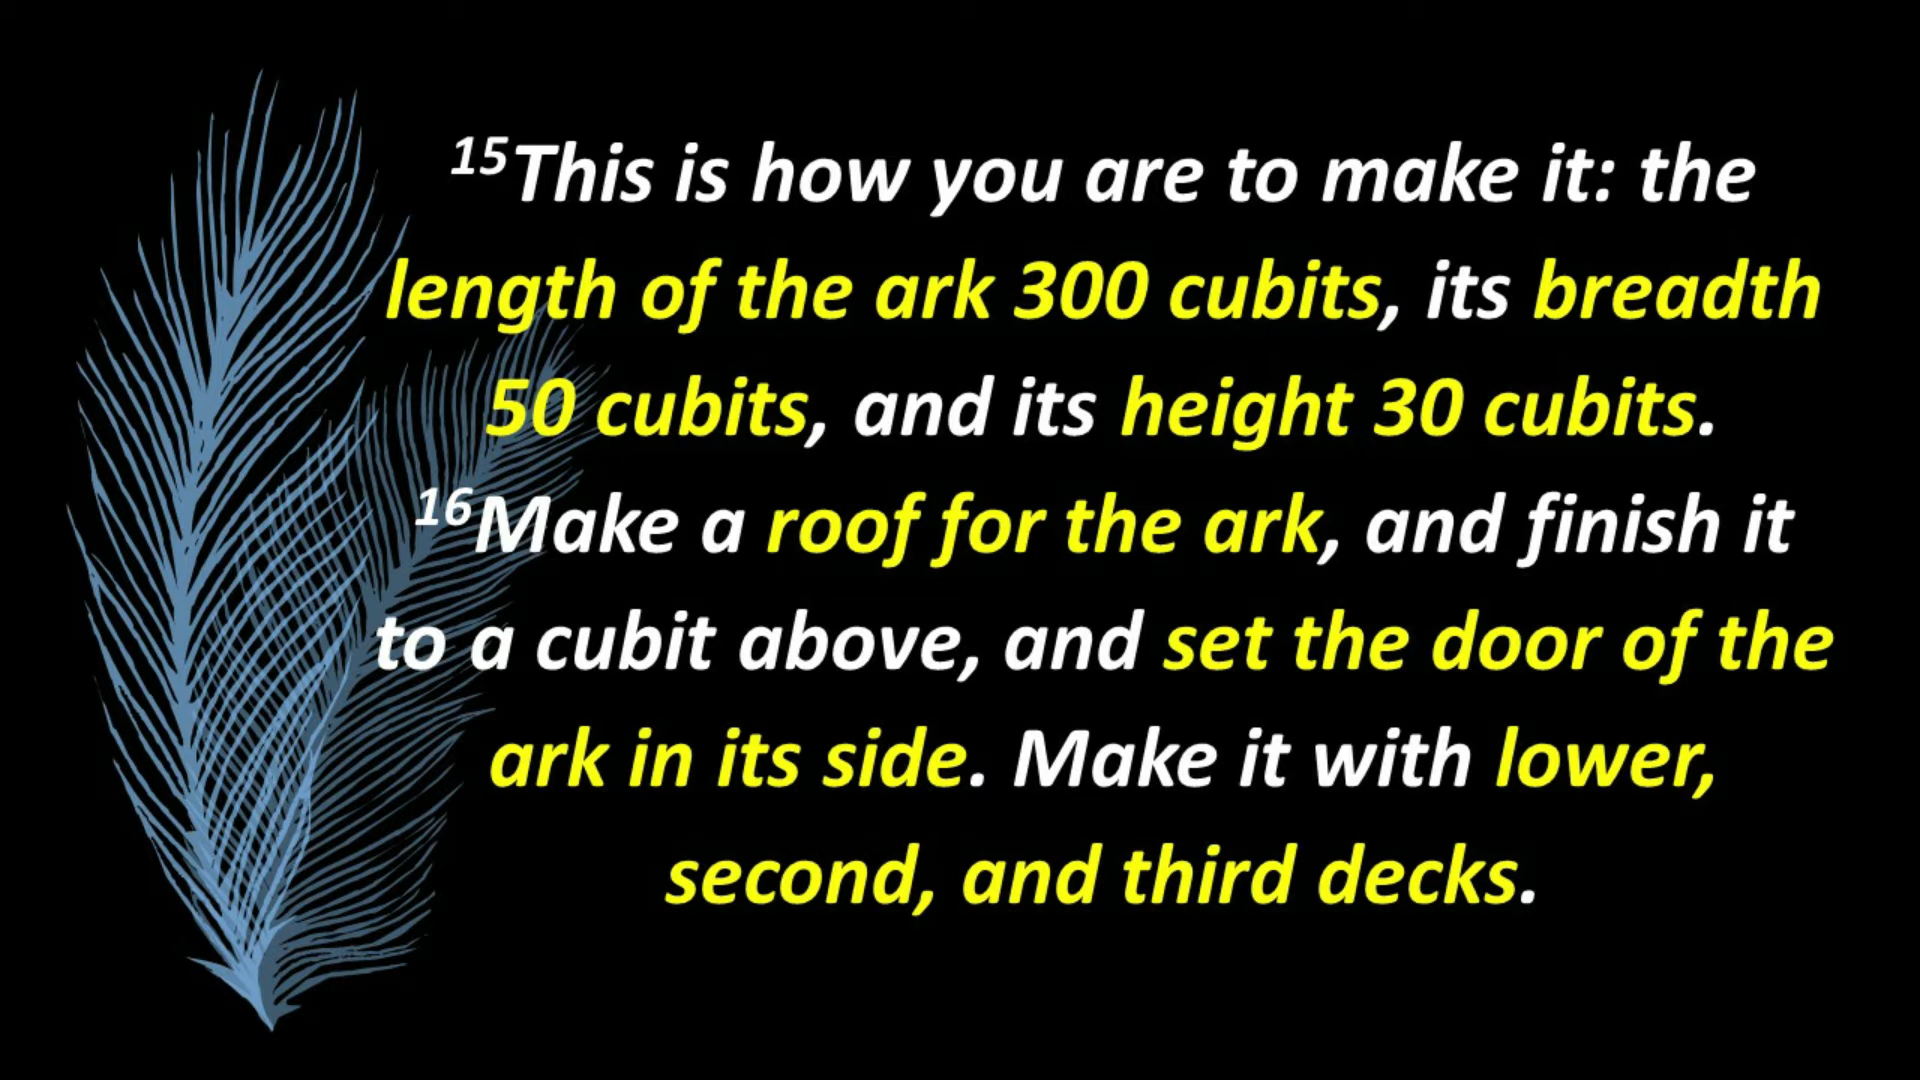 15This is how you are to make it: the
length of the ark 300 cubits, its breadth
50 cubits, and its height 30 cubits.
16Make a roof for the ark, and finish it
to a cubit above, and set the door of the
ark in its side. Make it with lower,
second, and third decks.